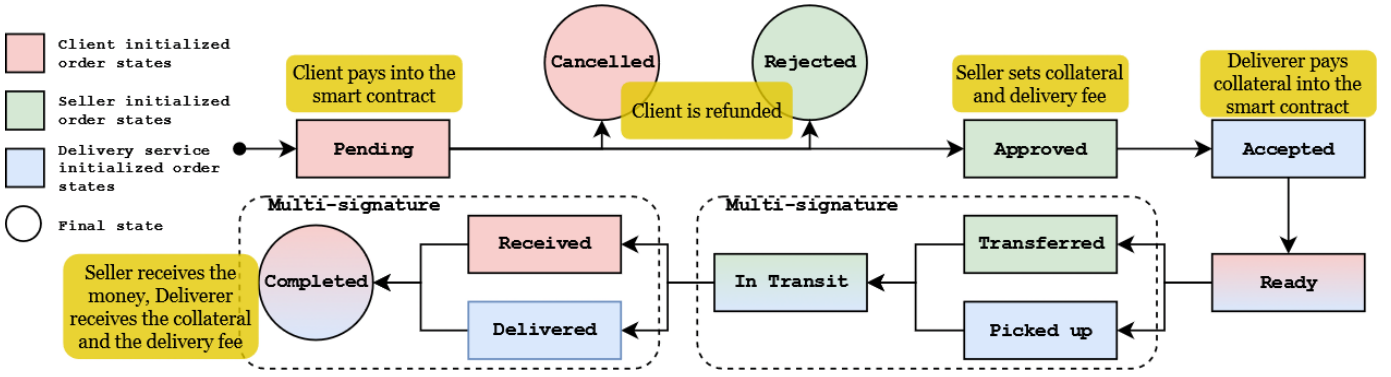 Client initialized
order states
Seller initialized
order states
Delivery service
initialized order
states
Final state
Client pays into the
smart contract
Cancelled
Rejected
Client is refunded
Seller sets collateral
and delivery fee
Deliverer pays
collateral into the
smart contract
Pending
Approved
Accepted
Multi-signature
Multi-signature
Received
Transferred
Completed
In Transit
Ready
Delivered
Picked up
Seller receives the
money, Deliverer
receives the collateral
and the delivery fee